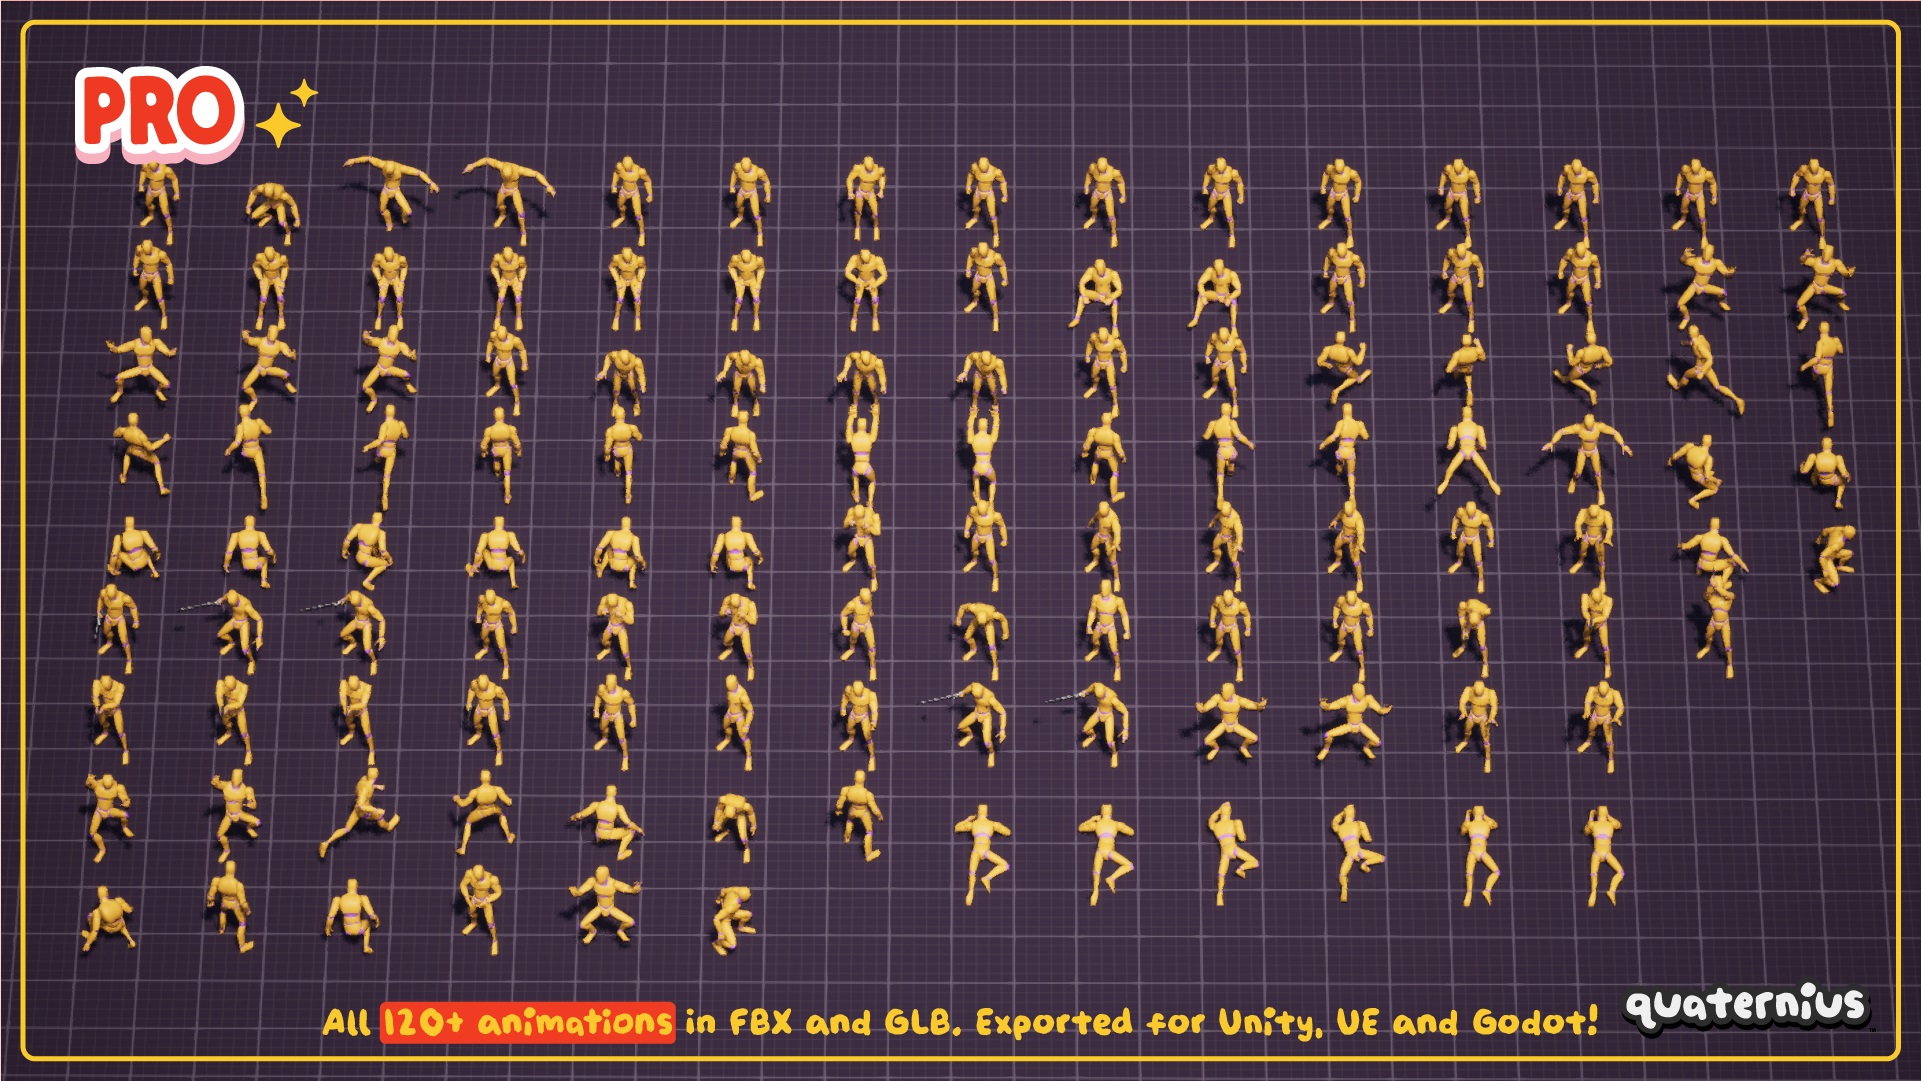 PRO
All 120+ animations in FBX and GLB. Exported for Unity, UE and Godot!
quaternius